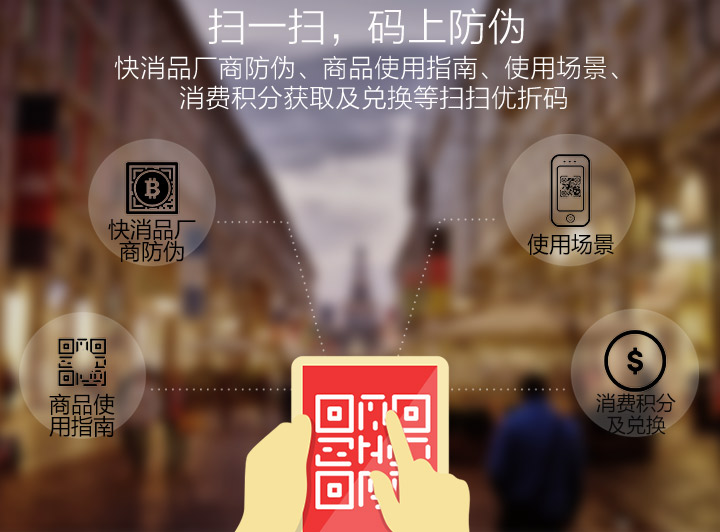 扫一扫，码上防伪
快消品厂商防伪、商品使用指南、使用场景、
消费积分获取及兑换等扫扫优折码
快消品厂
商防伪
使用场景
商品使
用指南
消费积分
及兑换